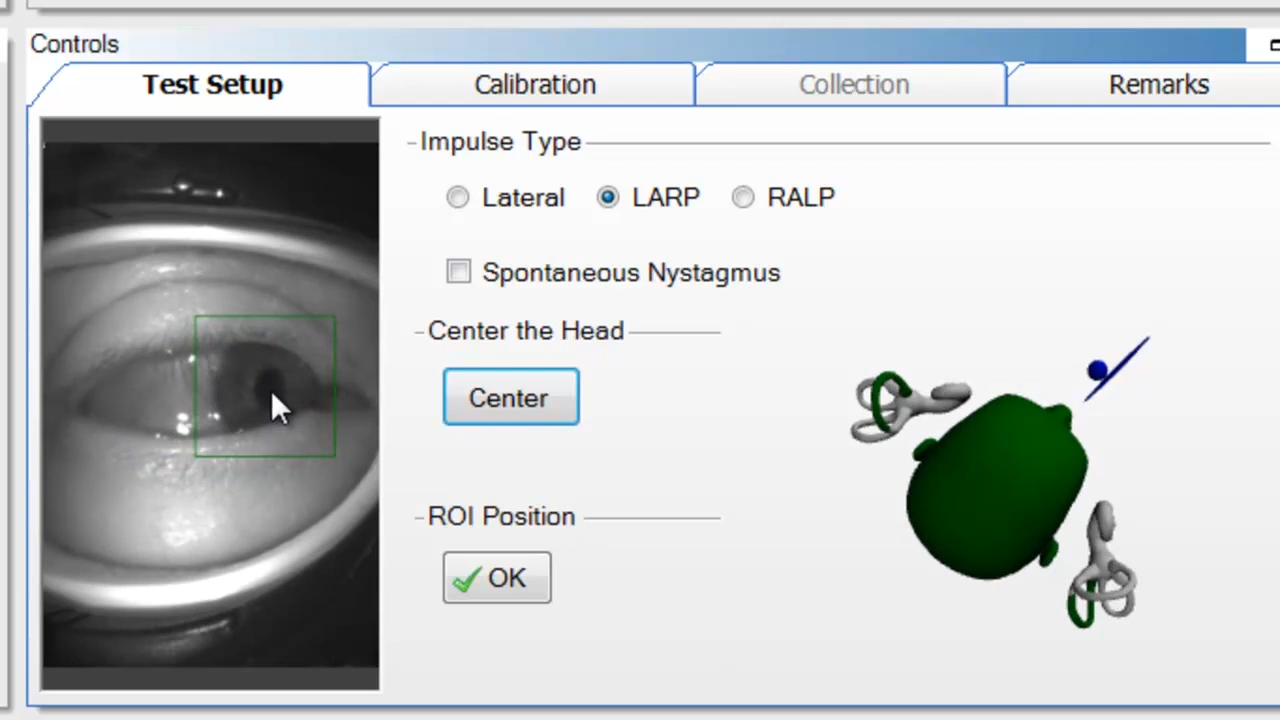 Controls
Test Setup Calibration Collection Remarks
Impulse Type
Lateral LARP RALP
Spontaneous Nystagmus
Center the Head
Center
ROI Position
OK